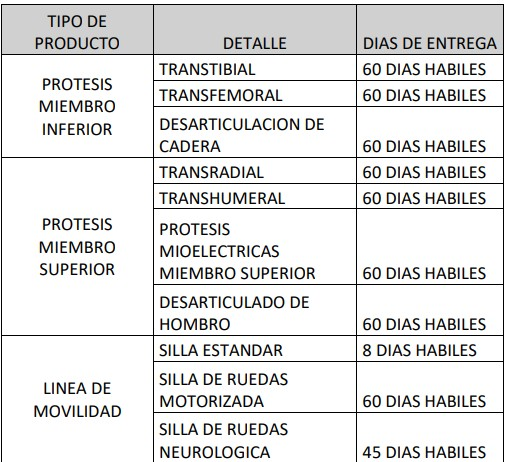 TIPO DE
PRODUCTO
DETALLE
DIAS DE ENTREGA
PROTESIS
MIEMBRO
INFERIOR
TRANSTIBIAL
60 DIAS HABILES
TRANSFEMORAL
60 DIAS HABILES
DESARTICULACION DE
CADERA
60 DIAS HABILES
PROTESIS
MIEMBRO
SUPERIOR
TRANSRADIAL
60 DIAS HABILES
TRANSHUMERAL
60 DIAS HABILES
PROTESIS
MIOELECTRICAS
MIEMBRO SUPERIOR
60 DIAS HABILES
DESARTICULADO DE
HOMBRO
60 DIAS HABILES
LINEA DE
MOVILIDAD
SILLA ESTANDAR
8 DIAS HABILES
SILLA DE RUEDAS
MOTORIZADA
60 DIAS HABILES
SILLA DE RUEDAS
NEUROLOGICA
45 DIAS HABILES